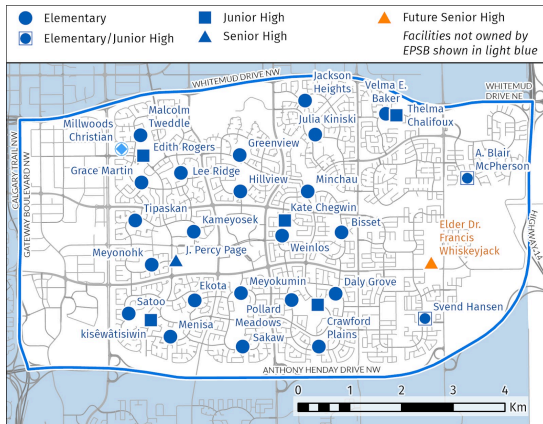 Elementary
Junior High
Future Senior High
Elementary/Junior High
Senior High
Facilities not owned by
EPSB shown in light blue
WHITEMUD DRIVE NW
Jackson
Heights
Velma E.
Baker
WHITEMUD
DRIVE NE
Malcolm
Tweddle
Thelma
Chalifoux
Millwoods
Christian
Julia Kiniski
Edith Rogers
Greenview
A. Blair
McPherson
CALGARY TRAIL NW
GATEWAY BOULEVARD NW
Grace Martin
Lee Ridge
Hillview
Minchau
Tipaskan
Kameyosek
Kate Chegwin
Bisset
Elder Dr.
Francis
Whiskeyjack
HIGHWAY 14
Weinlos
Meyonohk
J. Percy Page
Satoo
Ekota
Meyokumin
Daly Grove
Svend Hansen
kisêwâtisiwin
Menisa
Pollard
Meadows
Crawford
Plains
Sakaw
ANTHONY HENDAY DRIVE NW
0
1
2
3
4
Km